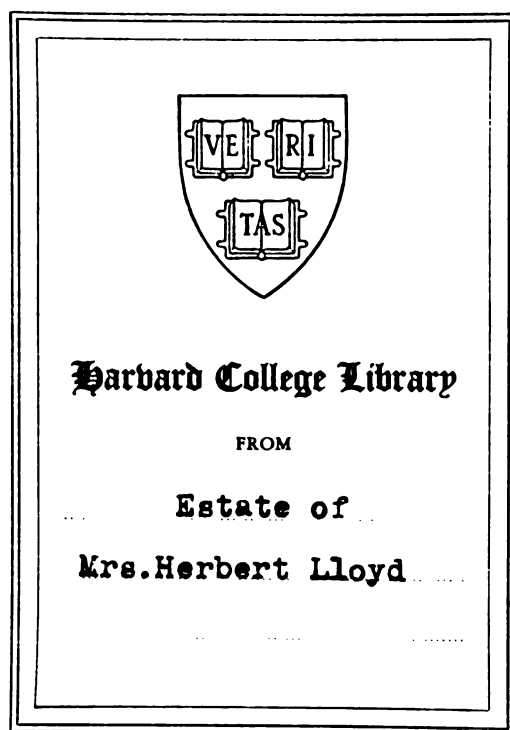 VE RI
TAS
Harvard College Library
FROM
Estate of
Mrs.Herbert Lloyd